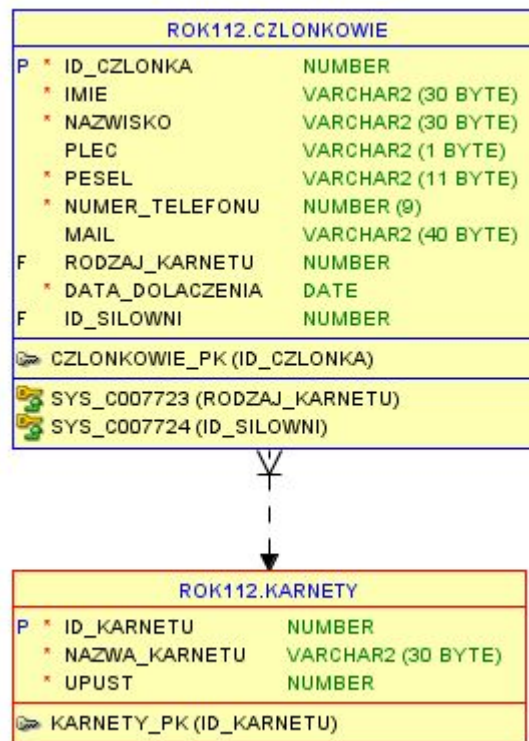 ROK112.CZLONKOWIE
P * ID_CZLONKA NUMBER
* IMIE VARCHAR2 (30 BYTE)
* NAZWISKO VARCHAR2 (30 BYTE)
PLEC VARCHAR2 (1 BYTE)
* PESEL VARCHAR2 (11 BYTE)
* NUMER_TELEFONU NUMBER (9)
MAIL VARCHAR2 (40 BYTE)
F RODZAJ_KARNETU NUMBER
* DATA_DOLACZENIA DATE
F ID_SILOWNI NUMBER
CZLONKOWIE_PK (ID_CZLONKA)
SYS_C007723 (RODZAJ_KARNETU)
SYS_C007724 (ID_SILOWNI)
ROK112.KARNETY
P * ID_KARNETU NUMBER
* NAZWA_KARNETU VARCHAR2 (30 BYTE)
* UPUST NUMBER
KARNETY_PK (ID_KARNETU)